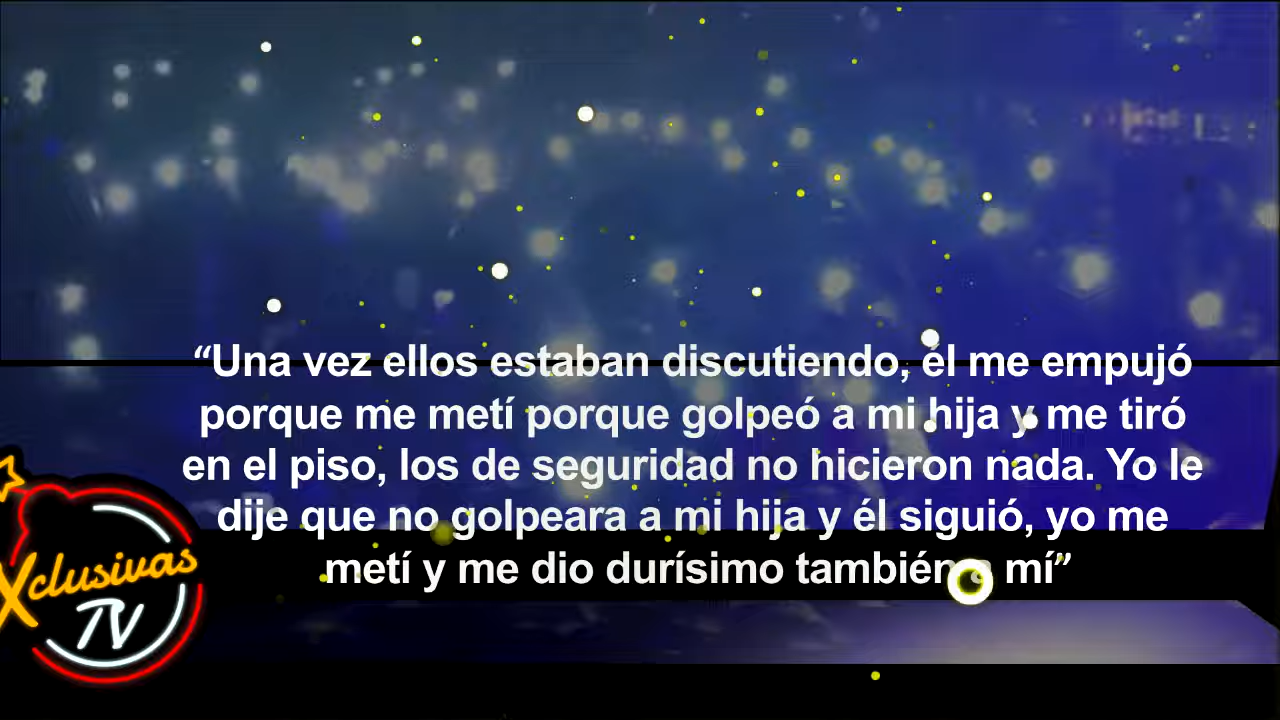 “Una vez ellos estaban discutiendo, él me empujó
porque me metí porque golpeó a mi hija y me tiró
en el piso, los de seguridad no hicieron nada. Yo le
dije que no golpeara a mi hija y él siguió, yo me
metí y me dio durísimo también a mí”
Xclusivas
TV